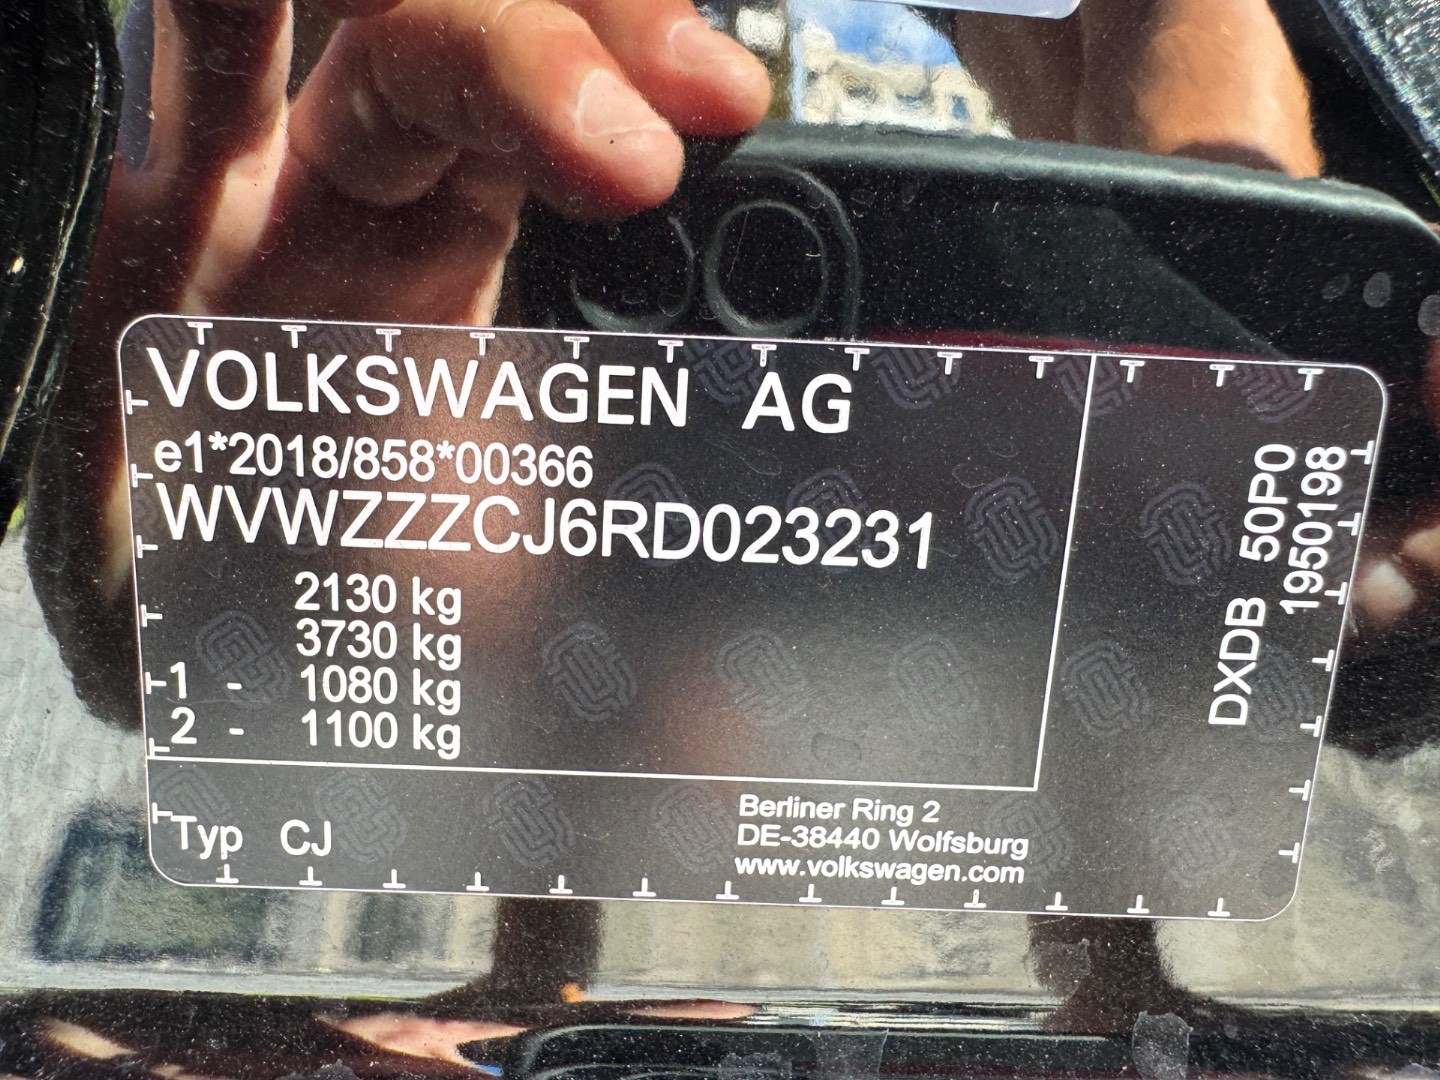 VOLKSWAGEN AG
e1*2018/858*00366
WVWZZZCJ6RD023231
2130 kg
3730 kg
1 - 1080 kg
2 - 1100 kg
Typ CJ
Berliner Ring 2
DE-38440 Wolfsburg
www.volkswagen.com
DXDB 50P0
1950198